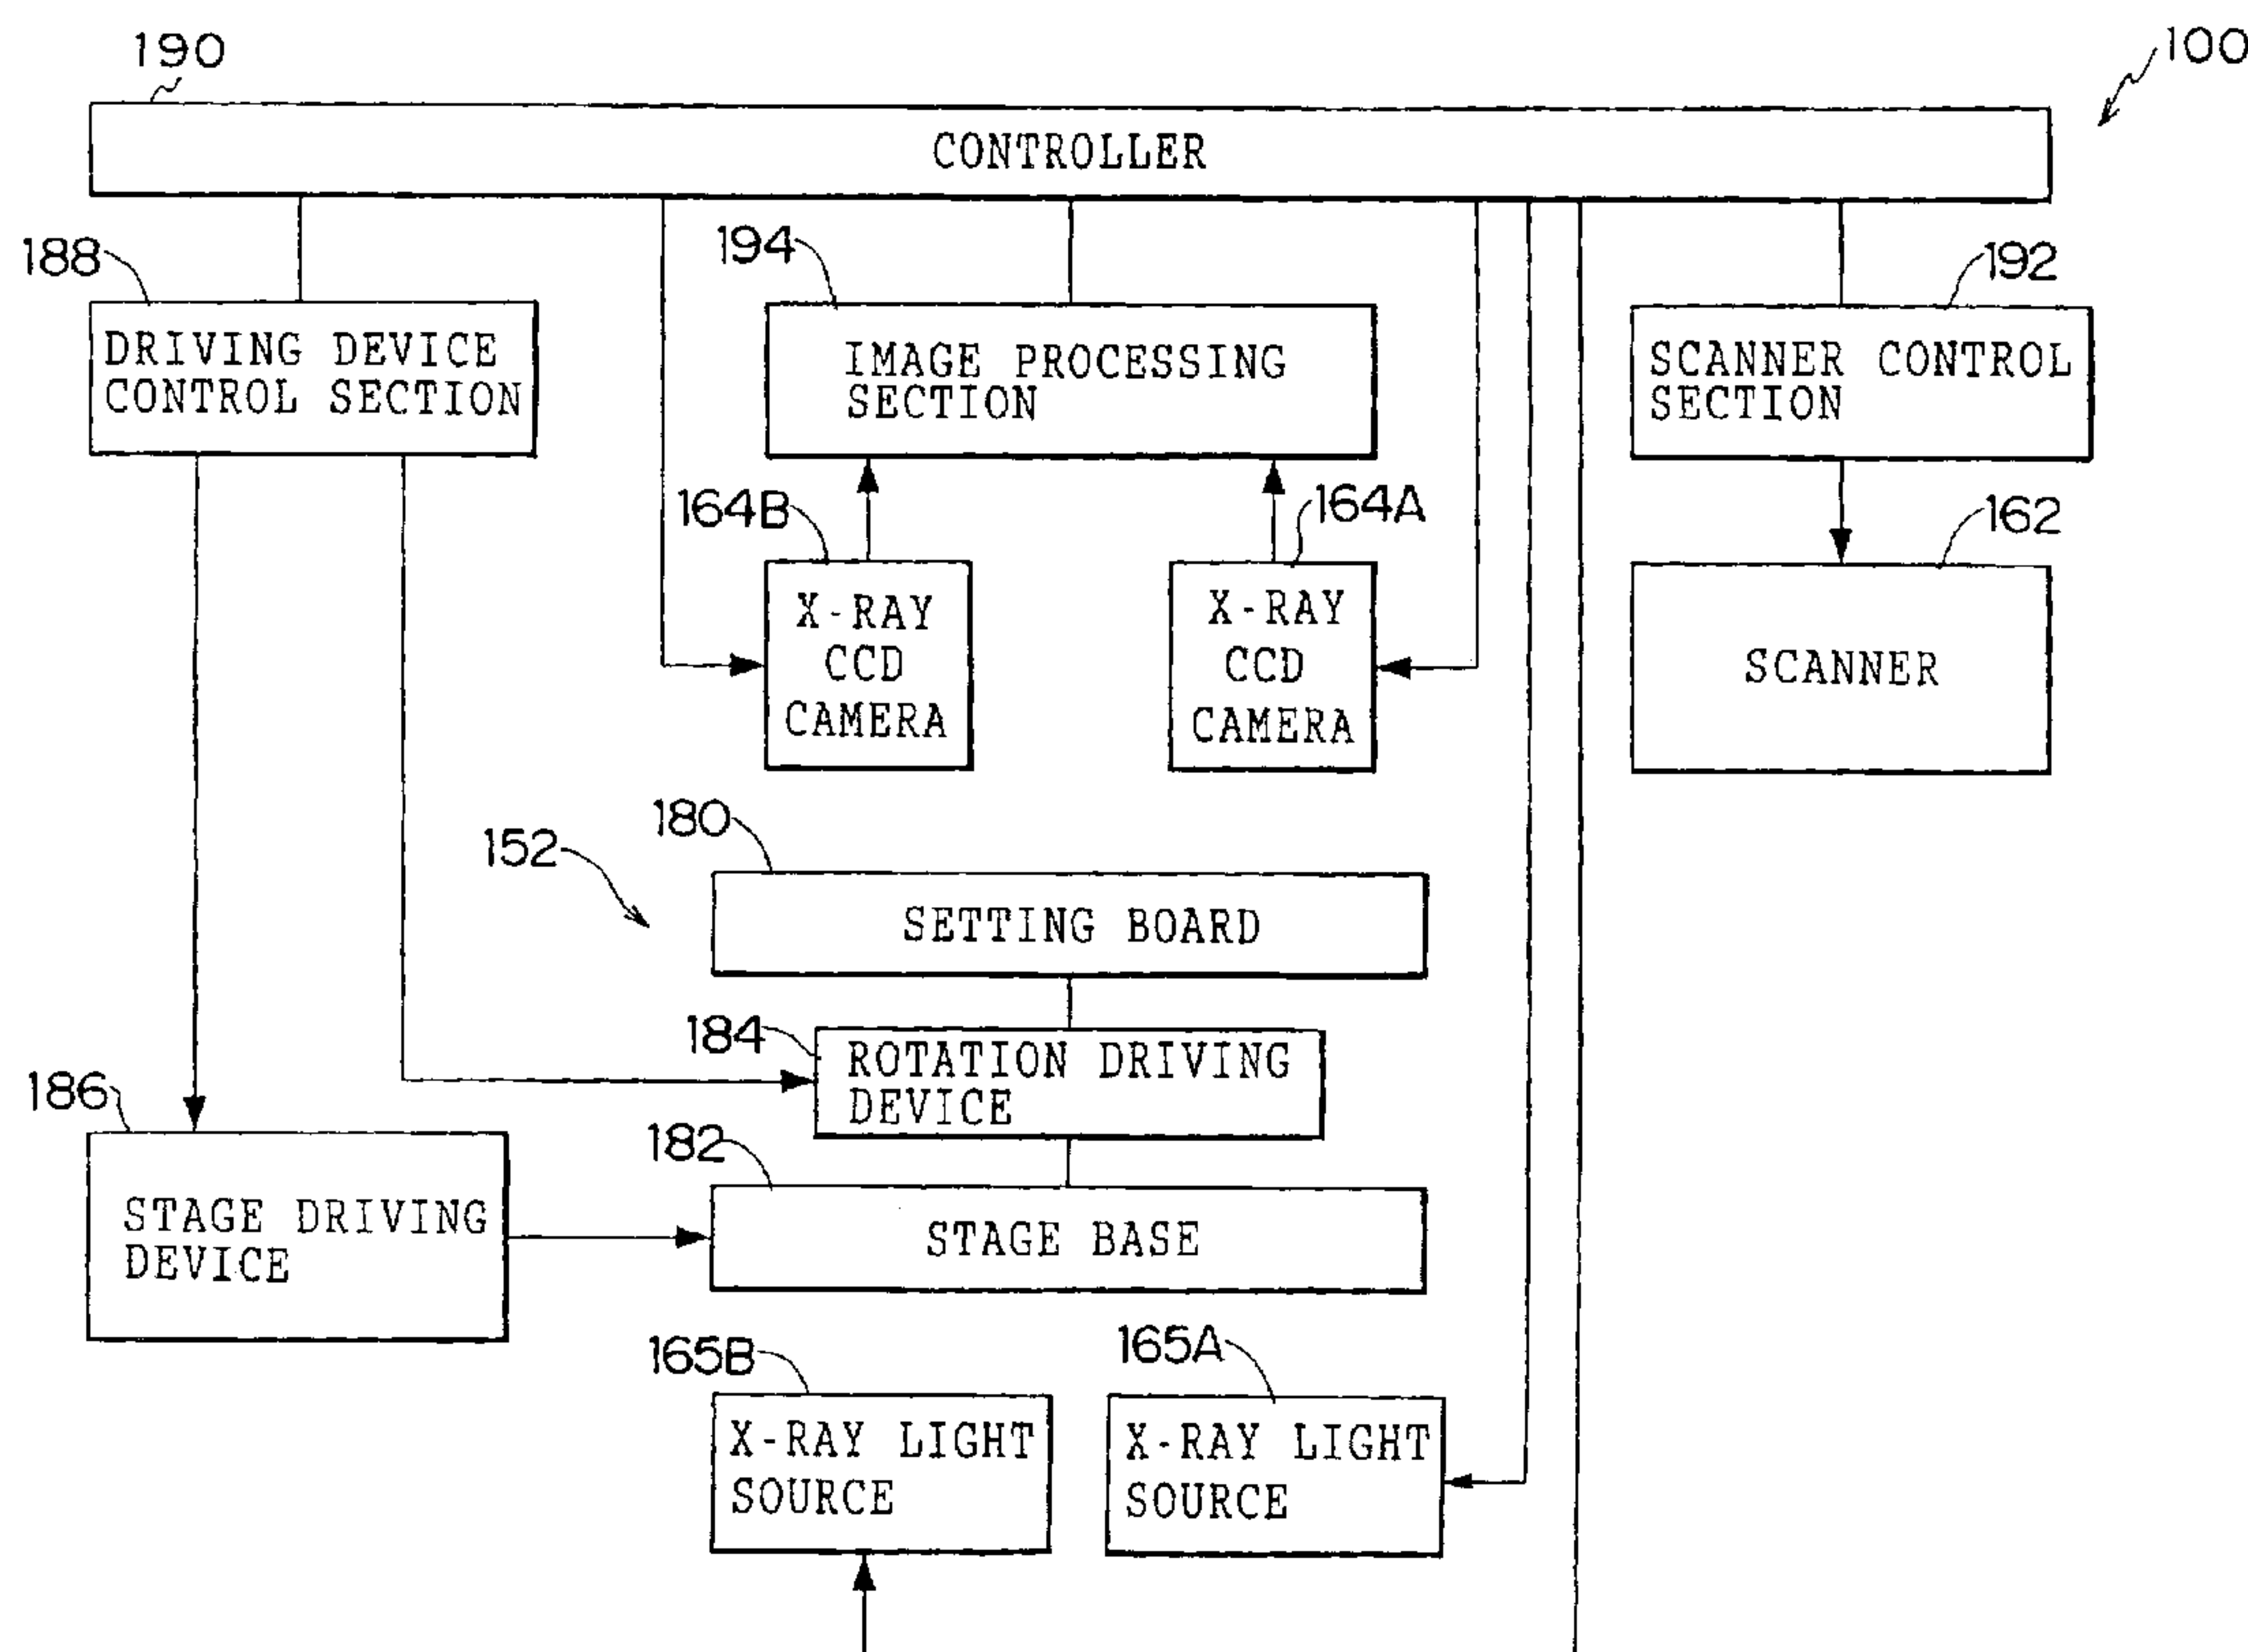 190
100
CONTROLLER
188
194
192
DRIVING DEVICE
CONTROL SECTION
IMAGE PROCESSING
SECTION
SCANNER CONTROL
SECTION
164B
164A
162
X-RAY
CCD
CAMERA
X-RAY
CCD
CAMERA
SCANNER
180
152
SETTING BOARD
184
ROTATION DRIVING
DEVICE
186
182
STAGE DRIVING
DEVICE
STAGE BASE
165B
165A
X-RAY LIGHT
SOURCE
X-RAY LIGHT
SOURCE